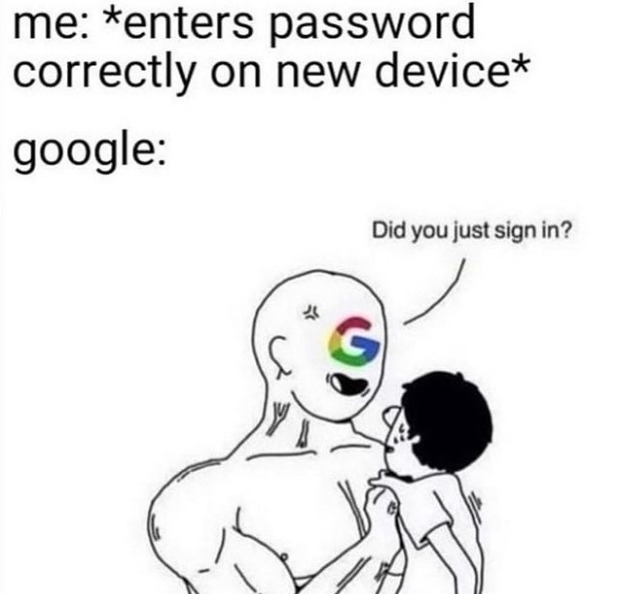 me: *enters password
correctly on new device*
google:
Did you just sign in?
G